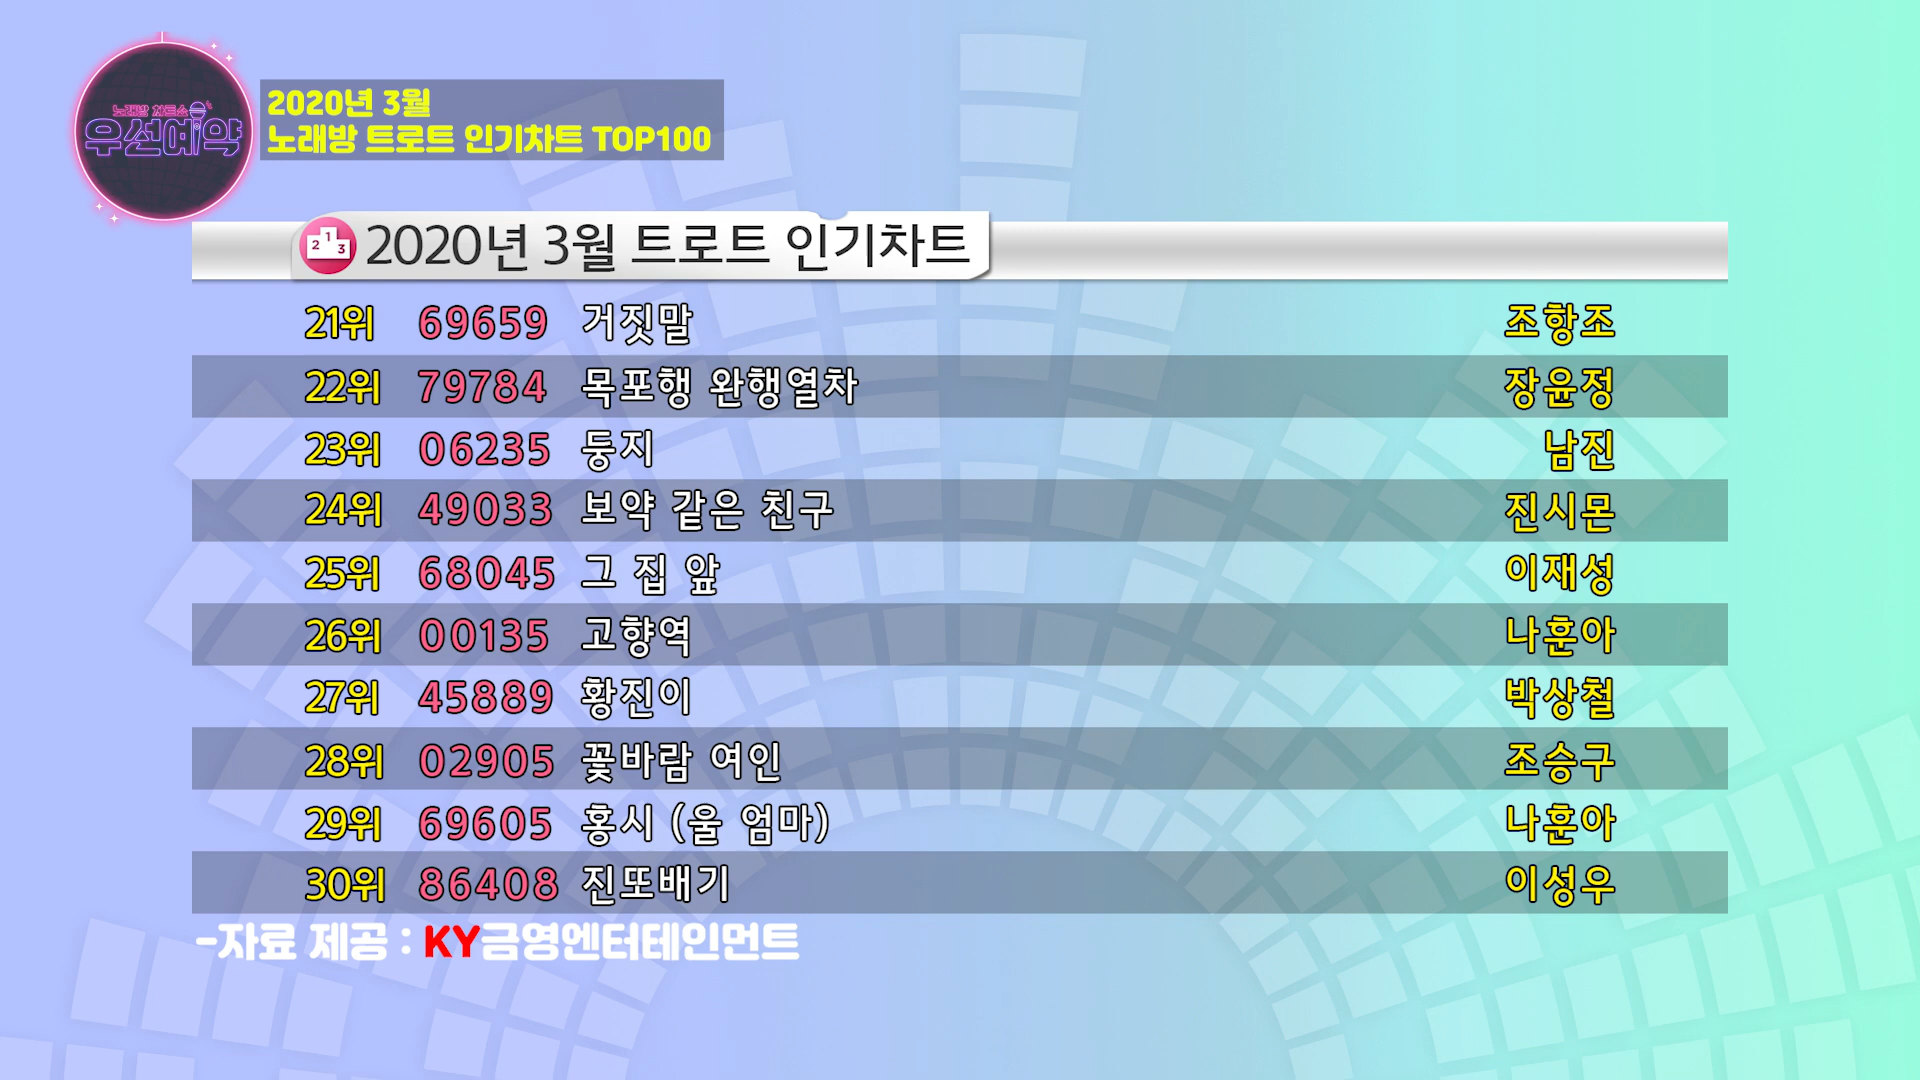 노래방 차트쇼
우선예약
2020년 3월
노래방 트로트 인기차트 TOP100
2 1 3 2020년 3월 트로트 인기차트
21위 69659 거짓말 조항조
22위 79784 목포행 완행열차 장윤정
23위 06235 둥지 남진
24위 49033 보약 같은 친구 진시몬
25위 68045 그 집 앞 이재성
26위 00135 고향역 나훈아
27위 45889 황진이 박상철
28위 02905 꽃바람 여인 조승구
29위 69605 홍시 (울 엄마) 나훈아
30위 86408 진또배기 이성우
-자료 제공 : KY금영엔터테인먼트